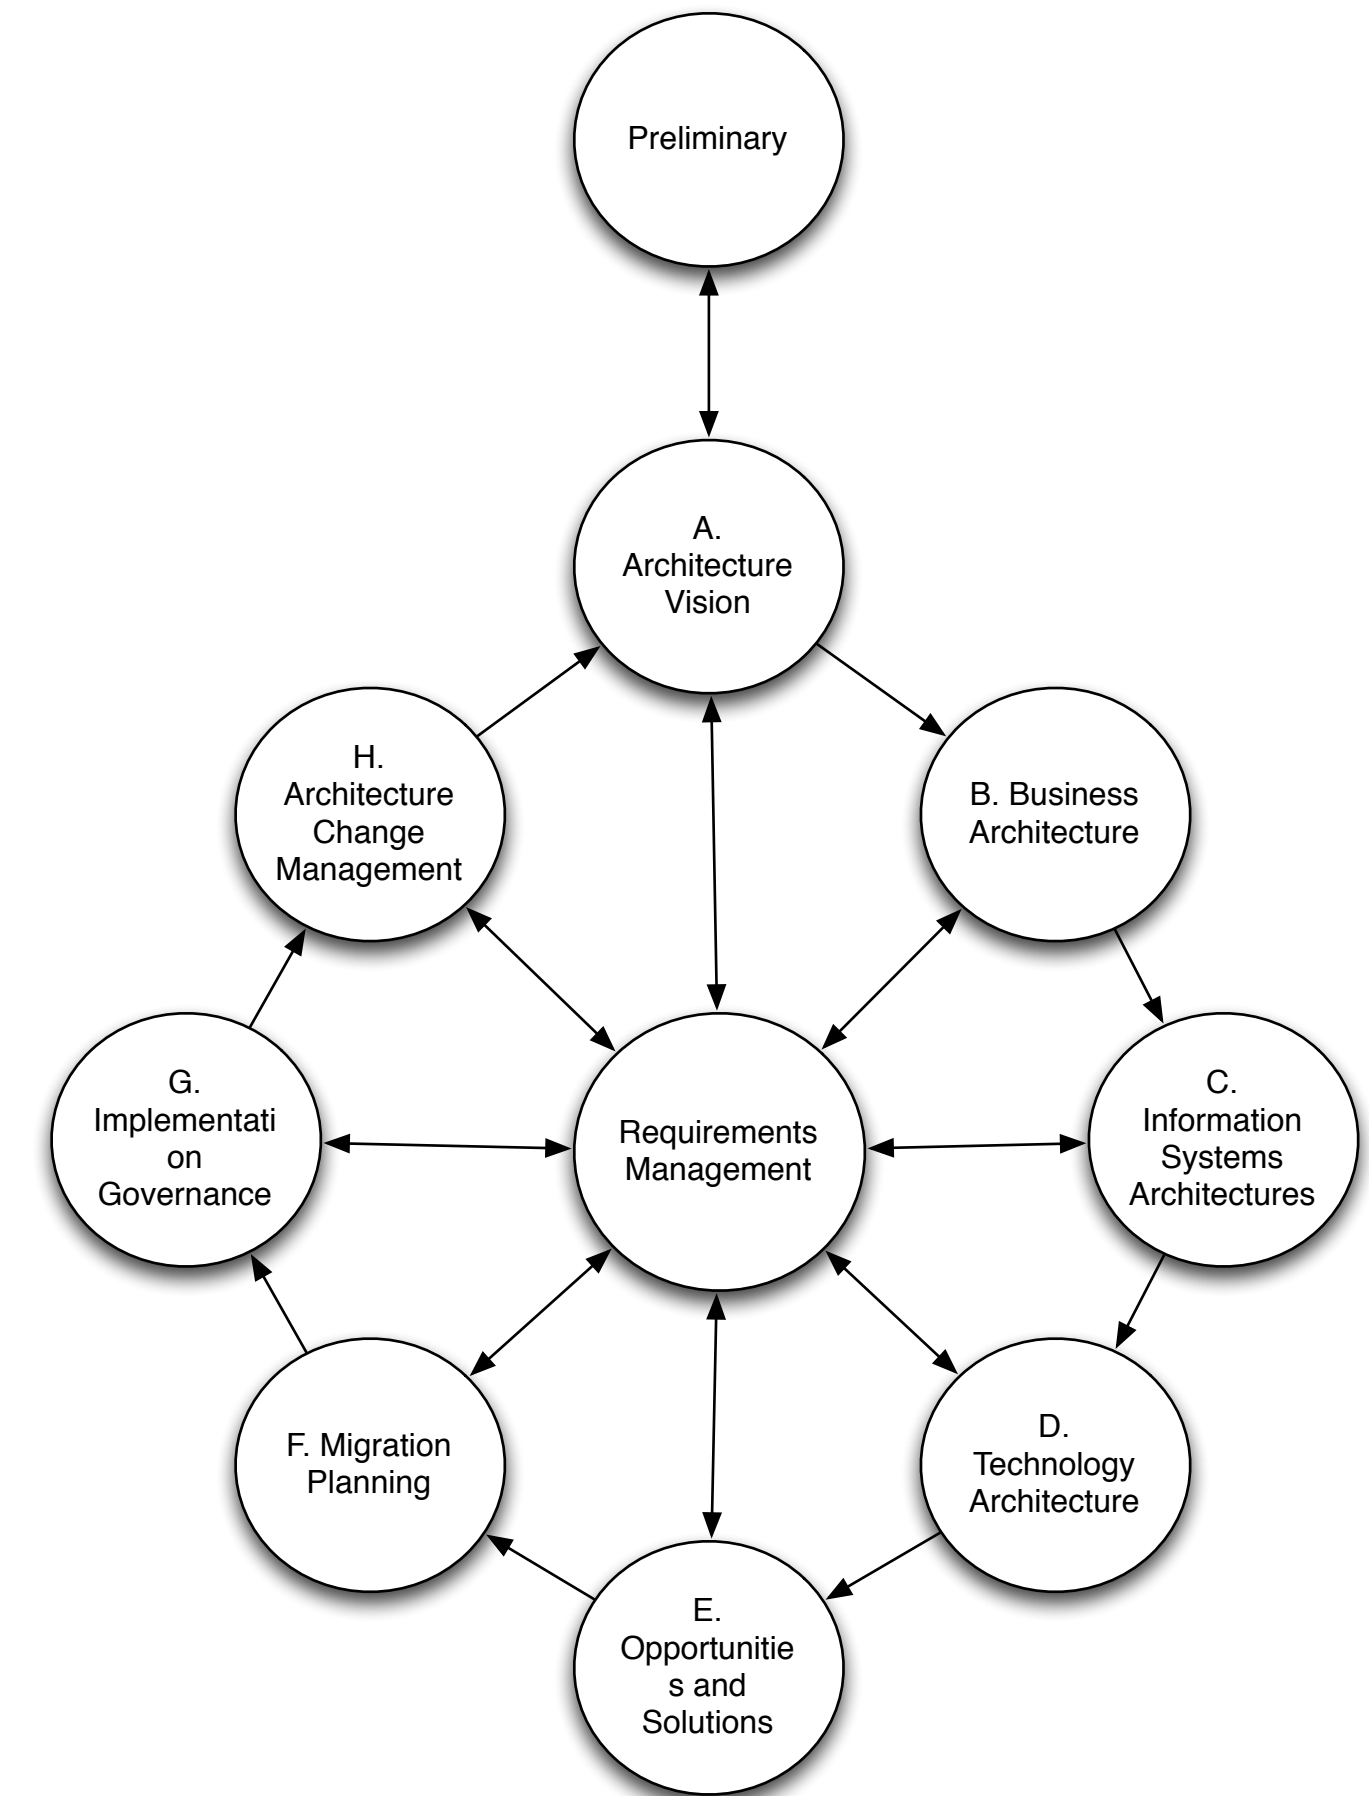 Preliminary
A.
Architecture
Vision
H.
Architecture
Change
Management
B. Business
Architecture
G.
Implementati
on
Governance
Requirements
Management
C.
Information
Systems
Architectures
F. Migration
Planning
D.
Technology
Architecture
E.
Opportunitie
s and
Solutions